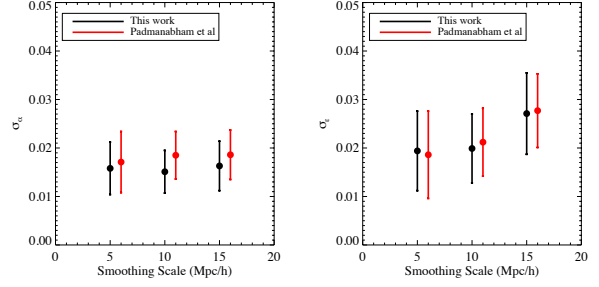 0.05
This work
Padmanabham et al
0.04
0.03
σα
0.02
0.01
0.00
0 5 10 15 20
Smoothing Scale (Mpc/h)
0.05
This work
Padmanabham et al
0.04
0.03
σε
0.02
0.01
0.00
0 5 10 15 20
Smoothing Scale (Mpc/h)